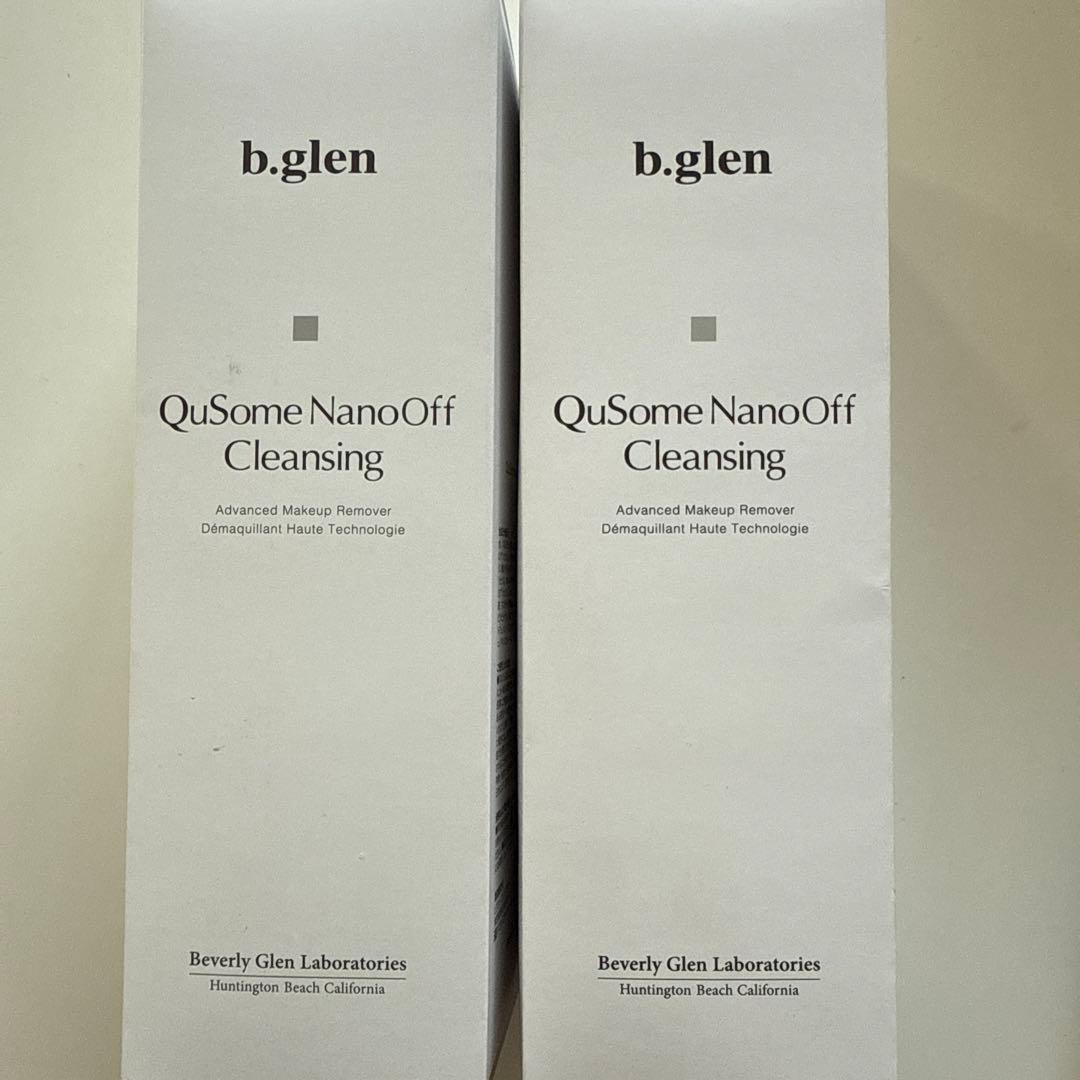 b.glen
QuSome NanoOff
Cleansing
Advanced Makeup Remover
Démaquillant Haute Technologie
Beverly Glen Laboratories
Huntington Beach California
b.glen
QuSome NanoOff
Cleansing
Advanced Makeup Remover
Démaquillant Haute Technologie
Beverly Glen Laboratories
Huntington Beach California